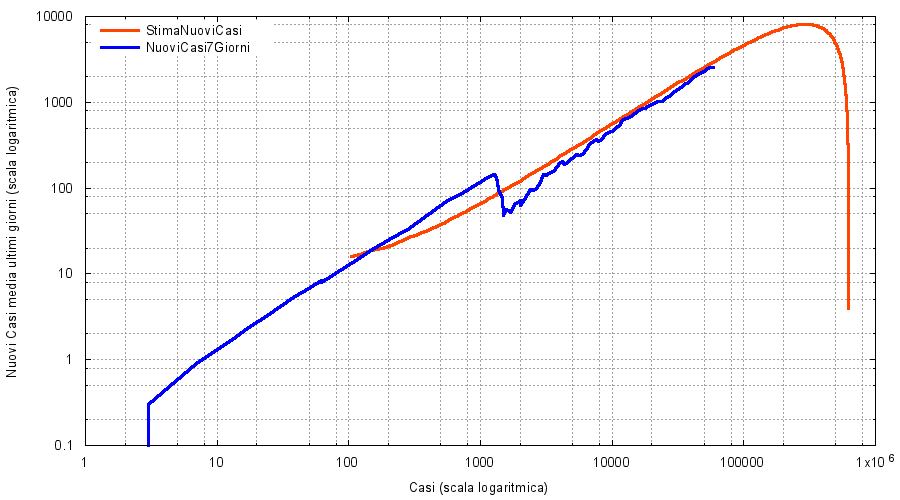 StimaNuoviCasi
NuoviCasi7Giorni
Nuovi Casi media ultimi giorni (scala logaritmica)
10000
1000
100
10
1
0.1
1 10 100 1000 10000 100000 1x10 6
Casi (scala logaritmica)